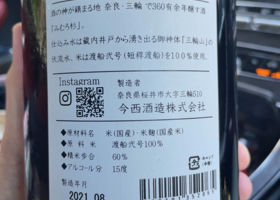 酒の神が鎮まる地 奈良・三輪 で360有余年醸す酒
「みむろ杉」。
仕込み水は蔵内井戸から湧き出る御神体「三輪山」の
伏流水、米は渡船弐号(短稈渡船)を100%使用。
Instagram
製造者
奈良県桜井市大字三輪510
今西酒造株式会社
●原材料名 米(国産)・米麹(国産米)
●原料米 渡船弐号100%
●精米歩合 60%
●アルコール分 15度
製造年月
2021.08
キャップ
(中栓)